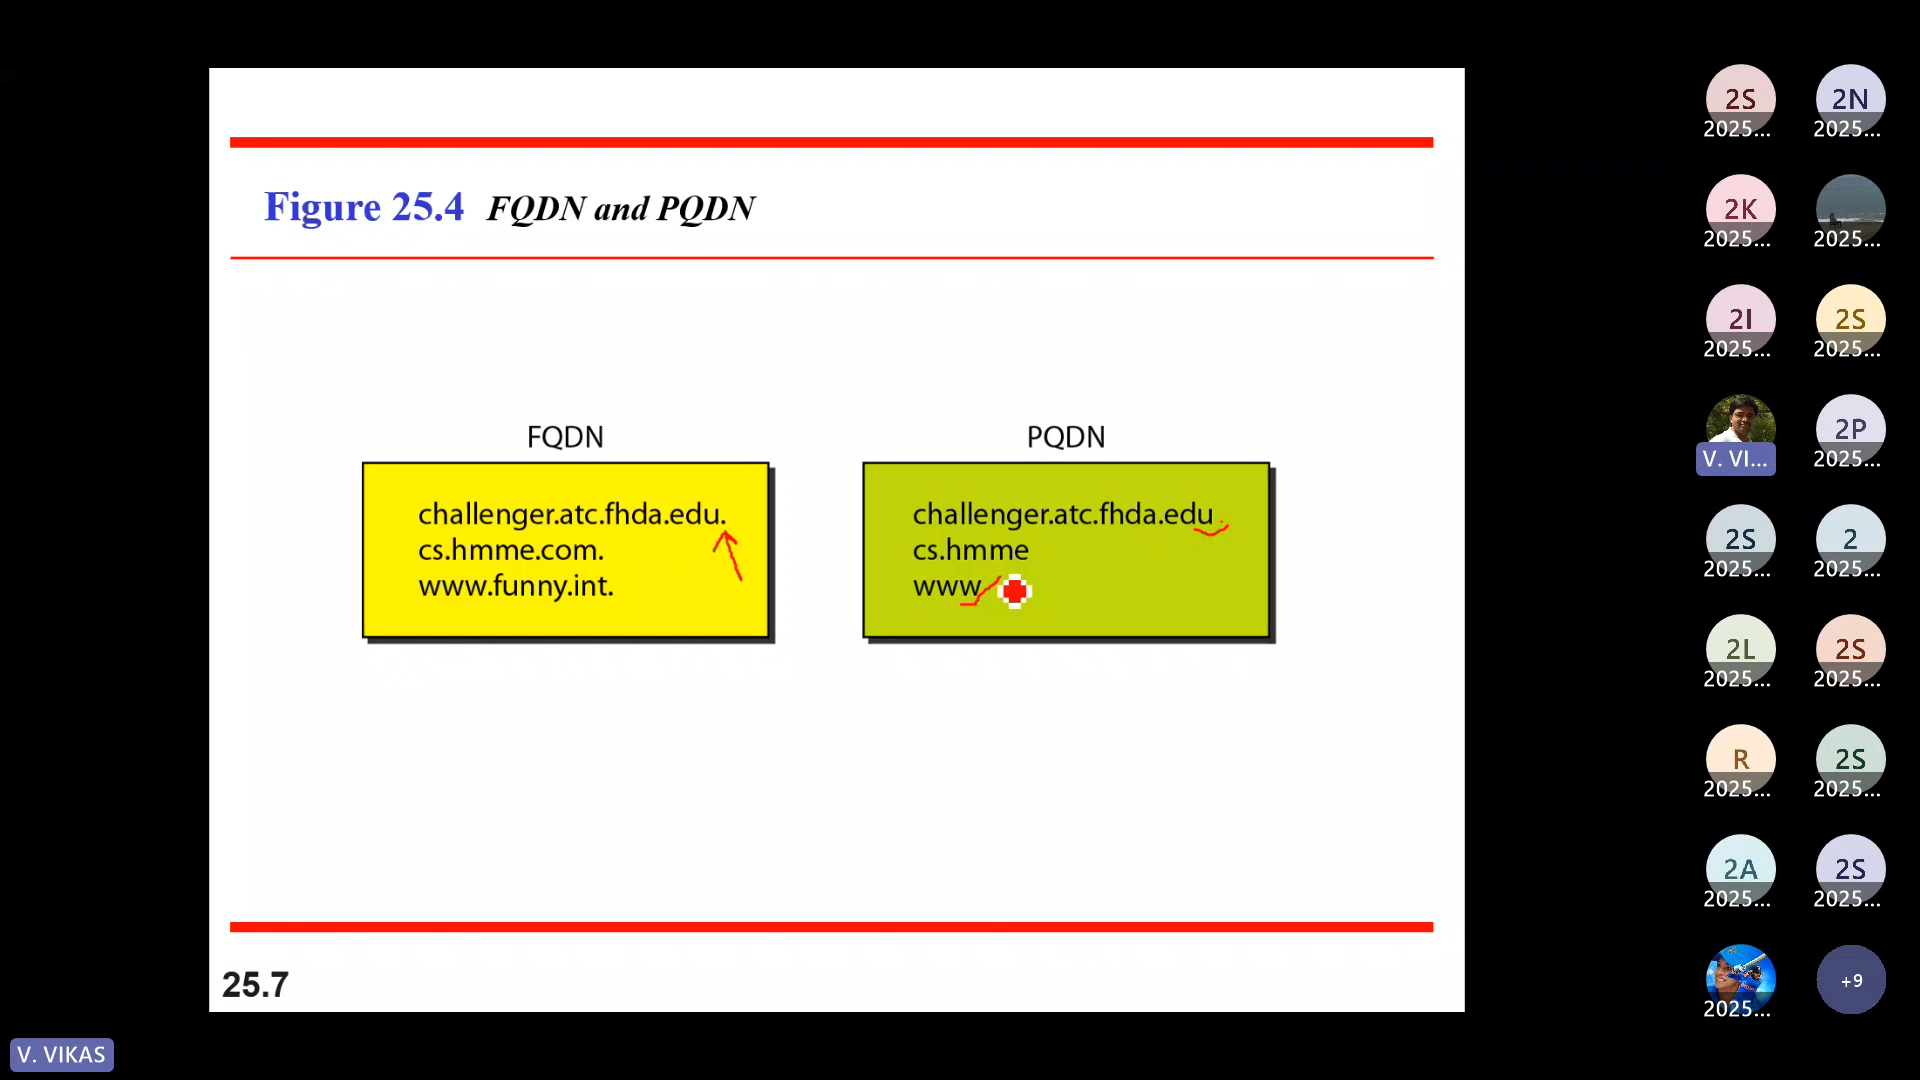 Figure 25.4 FQDN and PQDN
FQDN
challenger.atc.fhda.edu.
cs.hmme.com.
www.funny.int.
PQDN
challenger.atc.fhda.edu
cs.hmme
www
25.7
V. VIKAS
2S
2025...
2N
2025...
2K
2025...
2025...
2I
2025...
2S
2025...
V. VI...
2P
2025...
2S
2025...
2
2025...
2L
2025...
2S
2025...
R
2025...
2S
2025...
2A
2025...
2S
2025...
2025...
+9